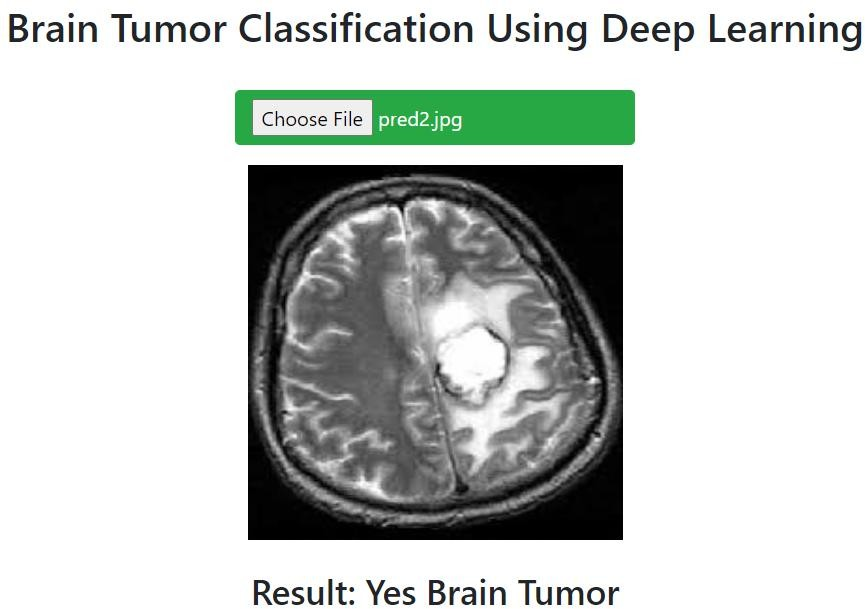 Brain Tumor Classification Using Deep Learning
Choose File pred2.jpg
Result: Yes Brain Tumor